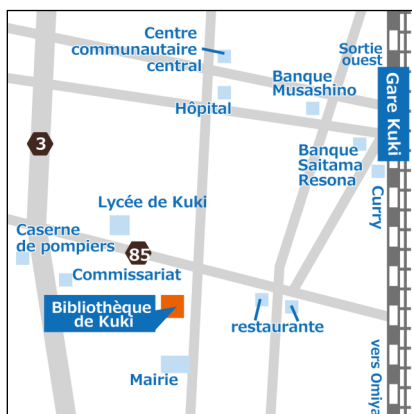 Centre
communautaire
central
Sortie
ouest
Banque
Musashino
Gare Kuki
Hôpital
3
Banque
Saitama
Resona
Curry
Lycée de Kuki
Caserne
de pompiers
85
Commissariat
Bibliothèque
de Kuki
restaurante
Mairie
vers Omiya